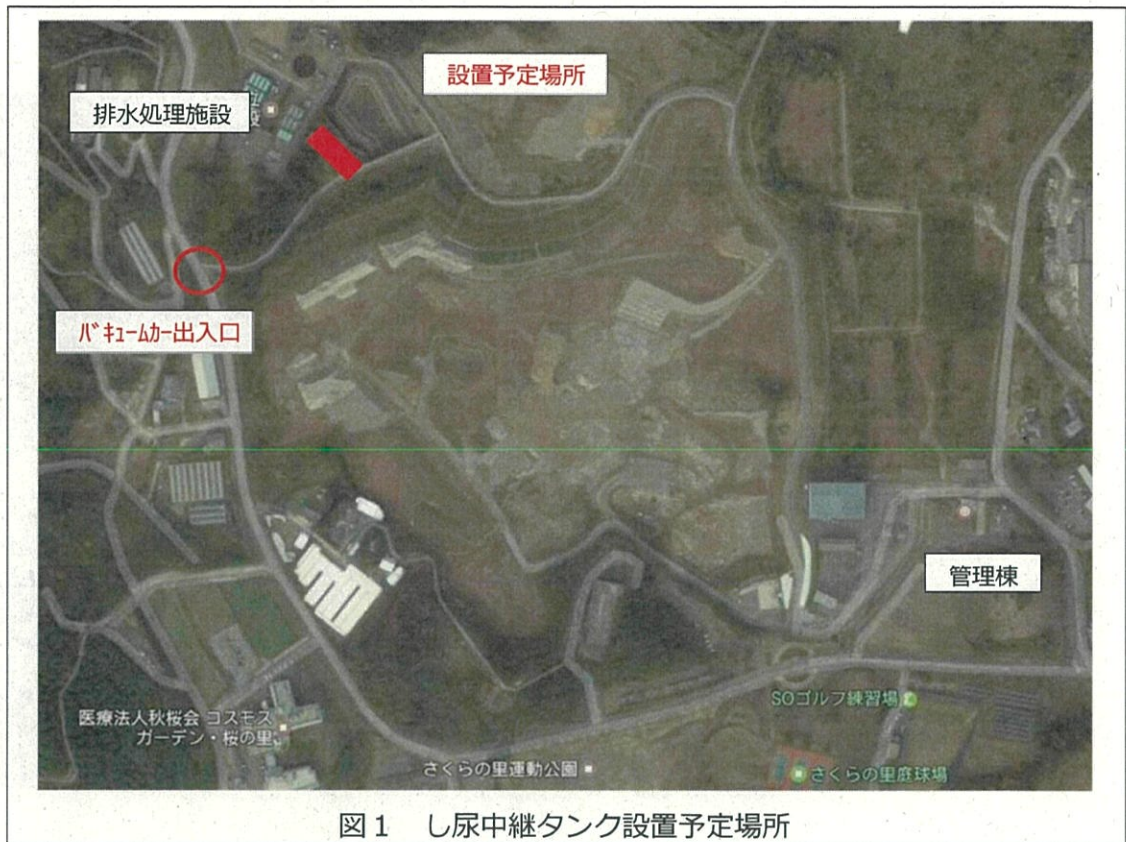 設置予定場所
排水処理施設
ﾊﾞｷｭｰﾑｶｰ出入口
管理棟
SOゴルフ練習場
医療法人秋桜会 コスモス
ガーデン・桜の里
さくらの里運動公園
さくらの里庭球場
図1　し尿中継タンク設置予定場所